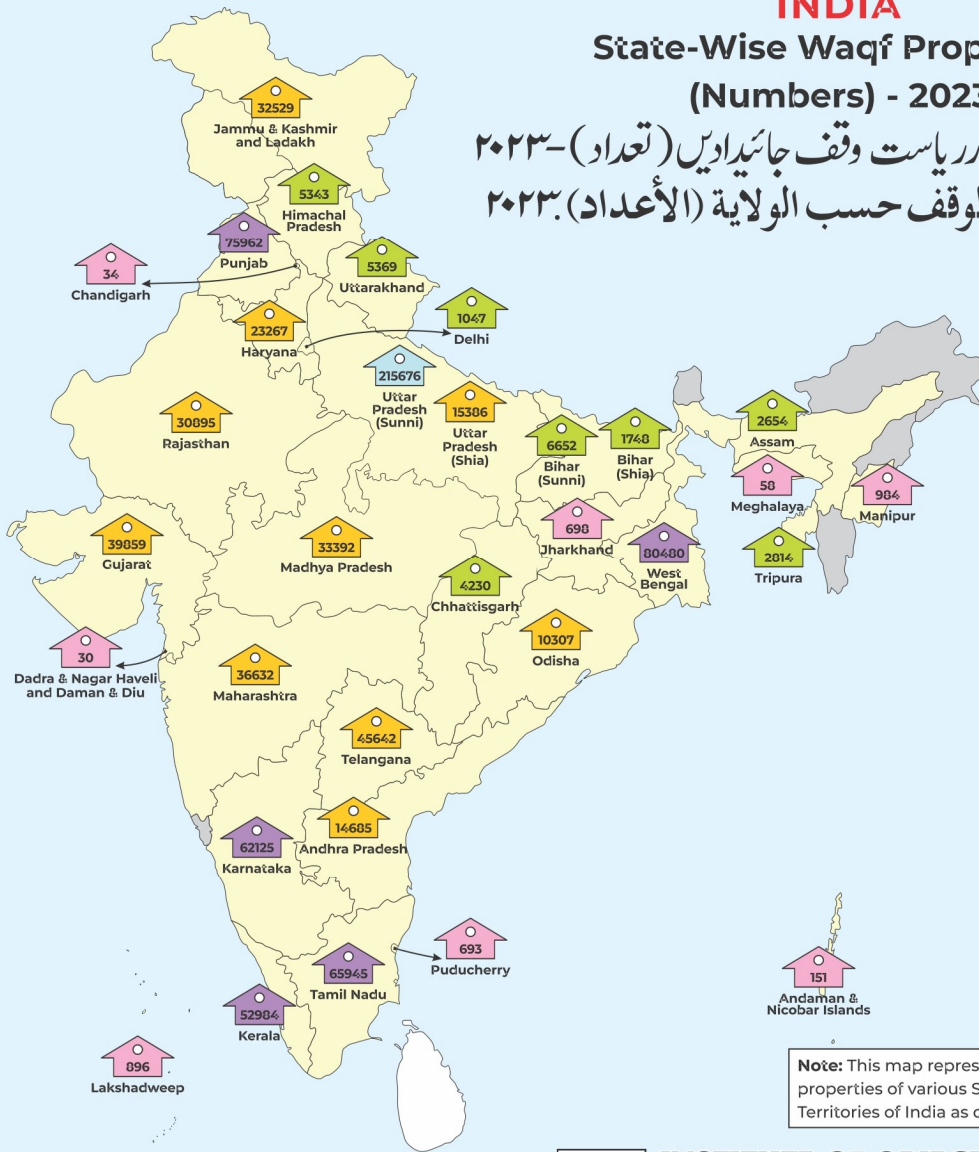 INDIA
State-Wise Waqf Prop
(Numbers) - 2023
ریاست وقف جائیدادیں (تعداد) – ۲۰۲۳
لوقف حسب الولاية (الأعداد) ٢٠٢٣
32529
Jammu & Kashmir
and Ladakh
5343
Himachal
Pradesh
75962
Punjab
34
Chandigarh
5369
Uttarakhand
23267
Haryana
1047
Delhi
215676
Uttar
Pradesh
(Sunni)
15386
Uttar
Pradesh
(Shia)
30895
Rajasthan
6652
Bihar
(Sunni)
1748
Bihar
(Shia)
2654
Assam
58
Meghalaya
984
Manipur
2814
Tripura
39859
Gujarat
33392
Madhya Pradesh
698
Jharkhand
80480
West
Bengal
4230
Chhattisgarh
10307
Odisha
30
Dadra & Nagar Haveli
and Daman & Diu
36632
Maharashtra
45642
Telangana
14685
Andhra Pradesh
62125
Karnataka
693
Puducherry
65945
Tamil Nadu
52984
Kerala
896
Lakshadweep
151
Andaman &
Nicobar Islands
Note: This map repres
properties of various S
Territories of India as